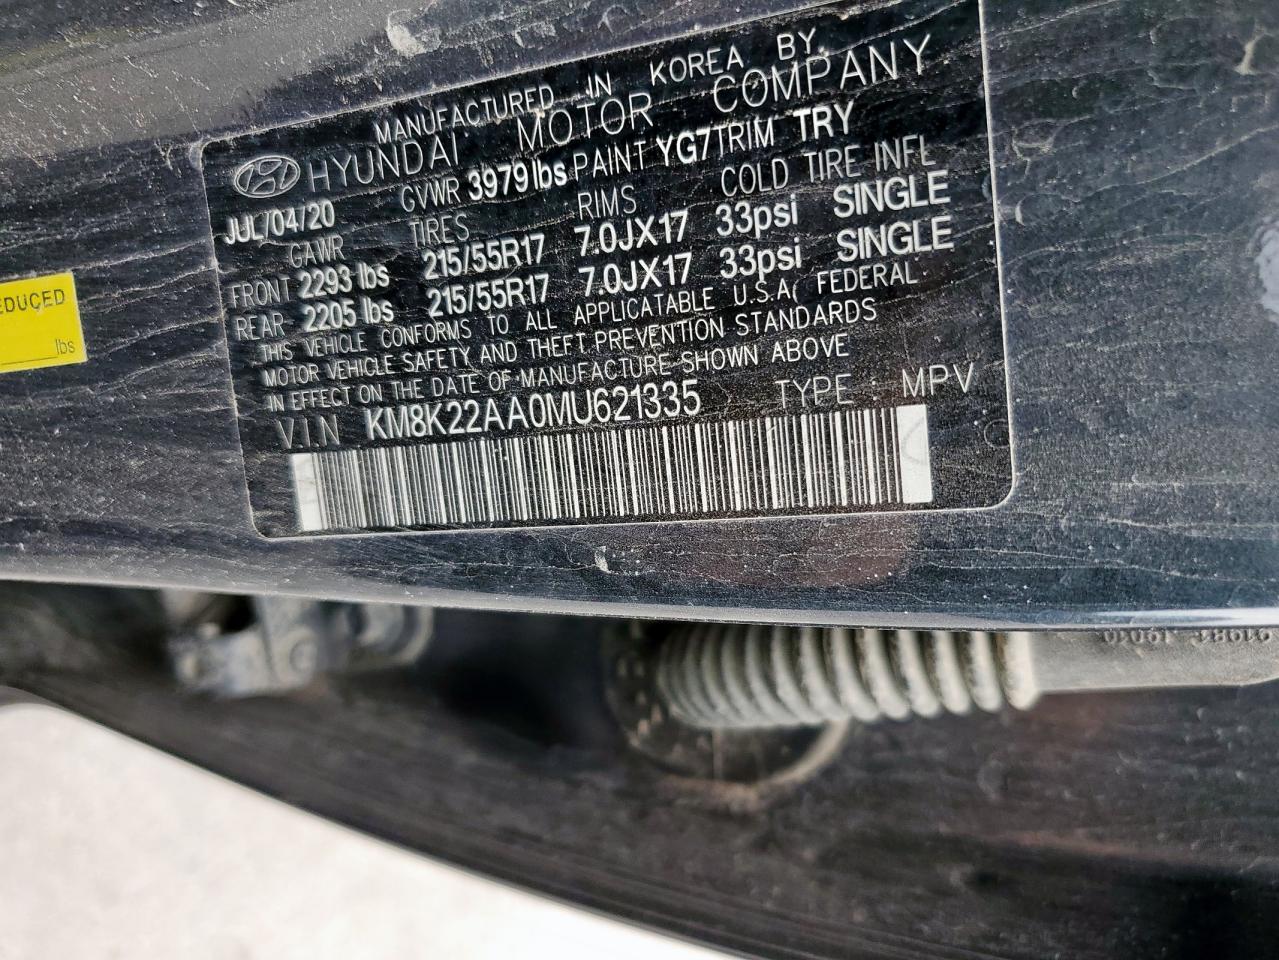 MANUFACTURED IN KOREA BY.
HYUNDAI MOTOR COMPANY
JUL/04/20 GVWR 3979lbs PAINT YG7 TRIM TRY
GAWR TIRES RIMS COLD TIRE INFL
FRONT 2293 lbs 215/55R17 7.0JX17 33psi SINGLE
REAR 2205 lbs 215/55R17 7.0JX17 33psi SINGLE
THIS VEHICLE CONFORMS TO ALL APPLICATABLE U.S.A. FEDERAL
MOTOR VEHICLE SAFETY AND THEFT PREVENTION STANDARDS
IN EFFECT ON THE DATE OF MANUFACTURE SHOWN ABOVE
VIN KM8K22AA0MU621335 TYPE : MPV
EDUCED
lbs